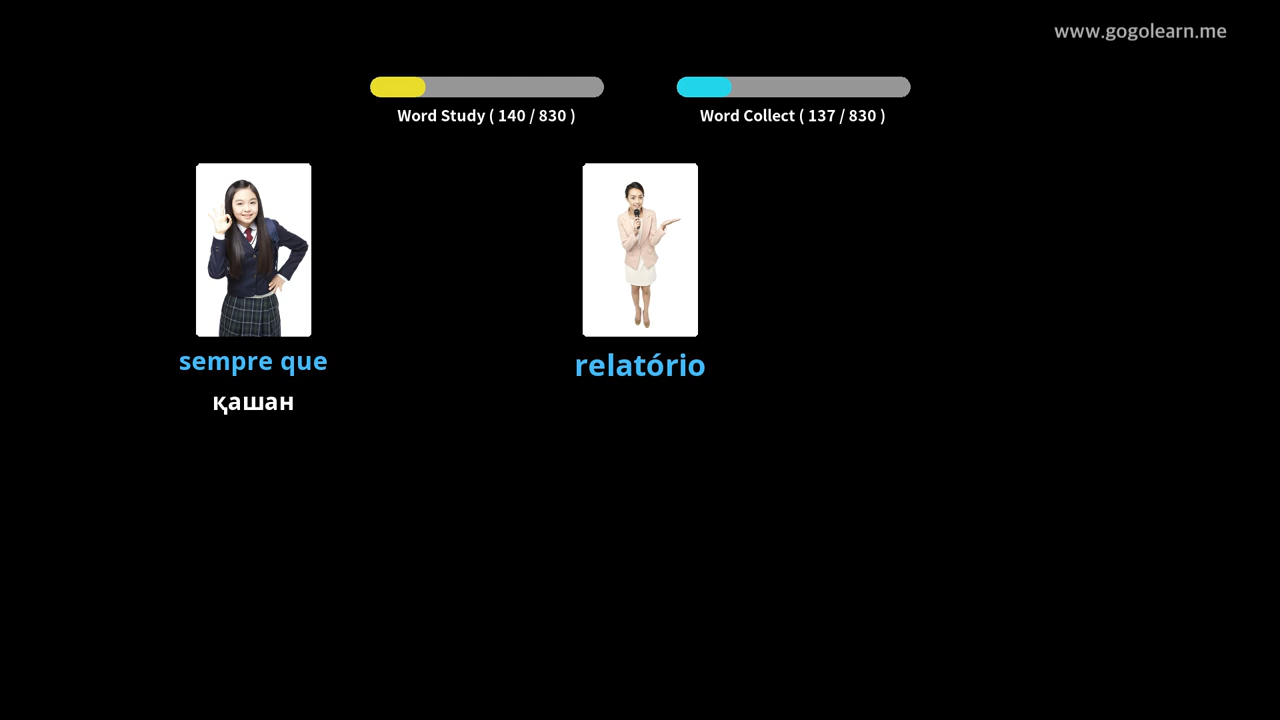 www.gogolearn.me
Word Study ( 140 / 830 )
Word Collect ( 137 / 830 )
sempre que
қашан
relatório